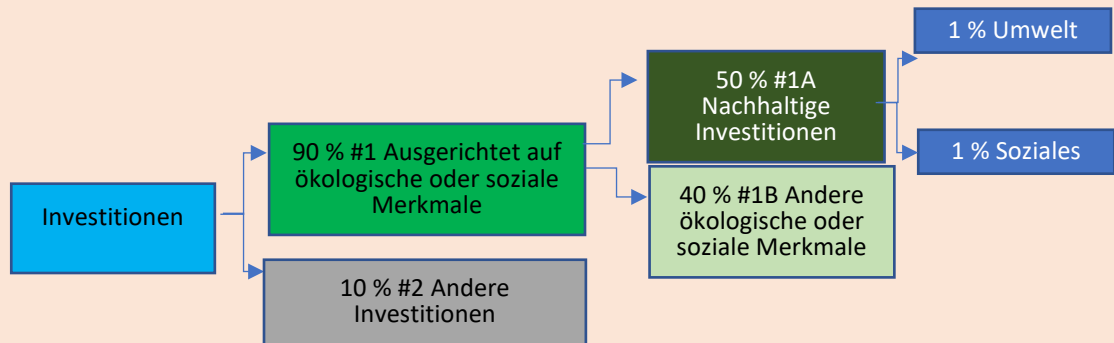 Investitionen
90 % #1 Ausgerichtet auf
ökologische oder soziale
Merkmale
10 % #2 Andere
Investitionen
50 % #1A
Nachhaltige
Investitionen
40 % #1B Andere
ökologische oder
soziale Merkmale
1 % Umwelt
1 % Soziales